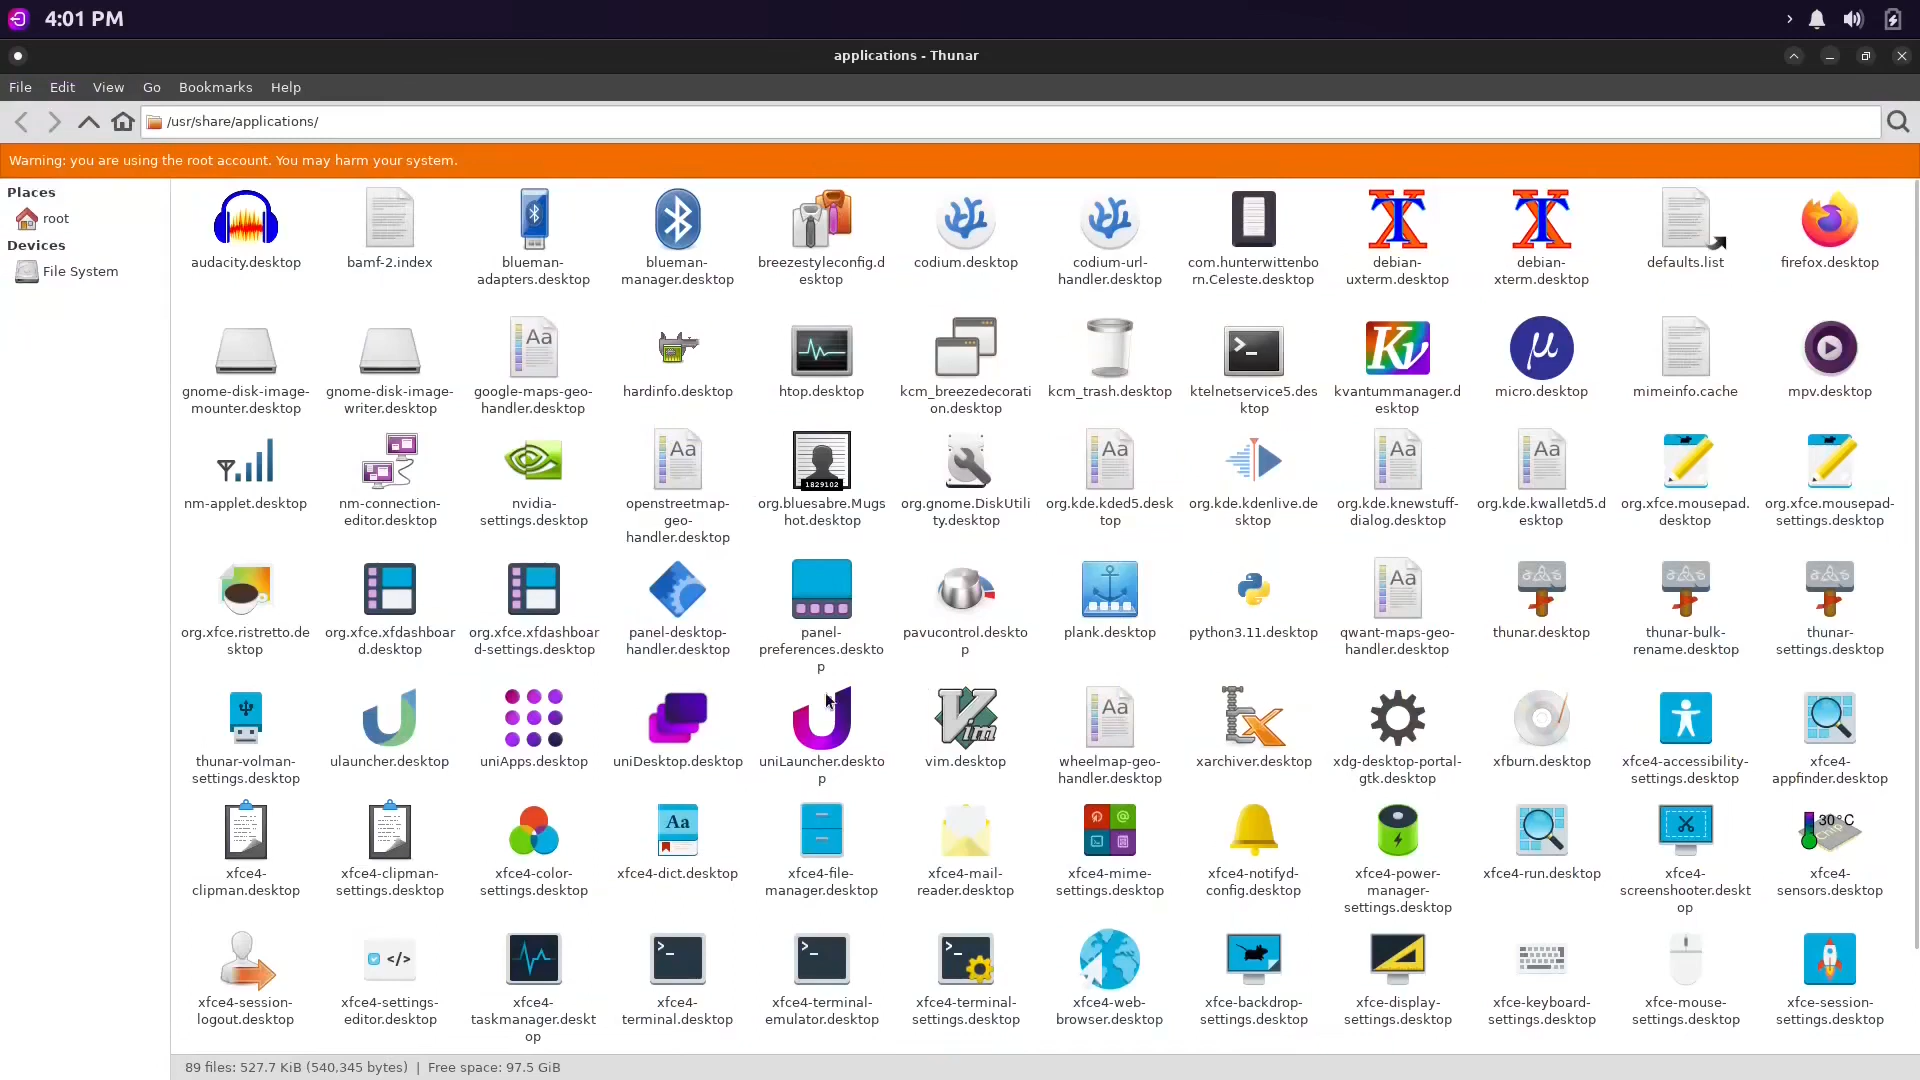 4:01 PM
applications - Thunar
File Edit View Go Bookmarks Help
/usr/share/applications/
Warning: you are using the root account. You may harm your system.
Places
root
Devices
File System
audacity.desktop
bamf-2.index
blueman-
adapters.desktop
blueman-
manager.desktop
breezestyleconfig.d
esktop
codium.desktop
codium-url-
handler.desktop
com.hunterwittenbo
rn.Celeste.desktop
debian-
uxterm.desktop
debian-
xterm.desktop
defaults.list
firefox.desktop
gnome-disk-image-
mounter.desktop
gnome-disk-image-
writer.desktop
Aa
google-maps-geo-
handler.desktop
hardinfo.desktop
htop.desktop
kcm_breezedecorati
on.desktop
kcm_trash.desktop
>_
ktelnetservice5.des
ktop
Kv
kvantummanager.d
esktop
μ
micro.desktop
mimeinfo.cache
mpv.desktop
nm-applet.desktop
nm-connection-
editor.desktop
nvidia-
settings.desktop
Aa
openstreetmap-
geo-
handler.desktop
1829102
org.bluesabre.Mugs
hot.desktop
org.gnome.DiskUtili
ty.desktop
Aa
org.kde.kded5.desk
top
org.kde.kdenlive.de
sktop
Aa
org.kde.knewstuff-
dialog.desktop
Aa
org.kde.kwalletd5.d
esktop
org.xfce.mousepad.
desktop
org.xfce.mousepad-
settings.desktop
org.xfce.ristretto.de
sktop
org.xfce.xfdashboar
d.desktop
org.xfce.xfdashboar
d-settings.desktop
panel-desktop-
handler.desktop
panel-
preferences.deskto
p
pavucontrol.deskto
p
plank.desktop
python3.11.desktop
Aa
qwant-maps-geo-
handler.desktop
thunar.desktop
thunar-bulk-
rename.desktop
thunar-
settings.desktop
thunar-volman-
settings.desktop
ulauncher.desktop
uniApps.desktop
uniDesktop.desktop
uniLauncher.deskto
p
Vim
vim.desktop
Aa
wheelmap-geo-
handler.desktop
xarchiver.desktop
xdg-desktop-portal-
gtk.desktop
xfburn.desktop
xfce4-accessibility-
settings.desktop
xfce4-
appfinder.desktop
xfce4-
clipman.desktop
xfce4-clipman-
settings.desktop
xfce4-color-
settings.desktop
Aa
xfce4-dict.desktop
xfce4-file-
manager.desktop
xfce4-mail-
reader.desktop
@
xfce4-mime-
settings.desktop
xfce4-notifyd-
config.desktop
xfce4-power-
manager-
settings.desktop
xfce4-run.desktop
xfce4-
screenshooter.deskt
op
30°C
Chip
xfce4-
sensors.desktop
xfce4-session-
logout.desktop
</>
xfce4-settings-
editor.desktop
xfce4-
taskmanager.deskt
op
>_
xfce4-
terminal.desktop
>_
xfce4-terminal-
emulator.desktop
>_
xfce4-terminal-
settings.desktop
xfce4-web-
browser.desktop
xfce-backdrop-
settings.desktop
xfce-display-
settings.desktop
xfce-keyboard-
settings.desktop
xfce-mouse-
settings.desktop
xfce-session-
settings.desktop
89 files: 527.7 KiB (540,345 bytes) | Free space: 97.5 GiB